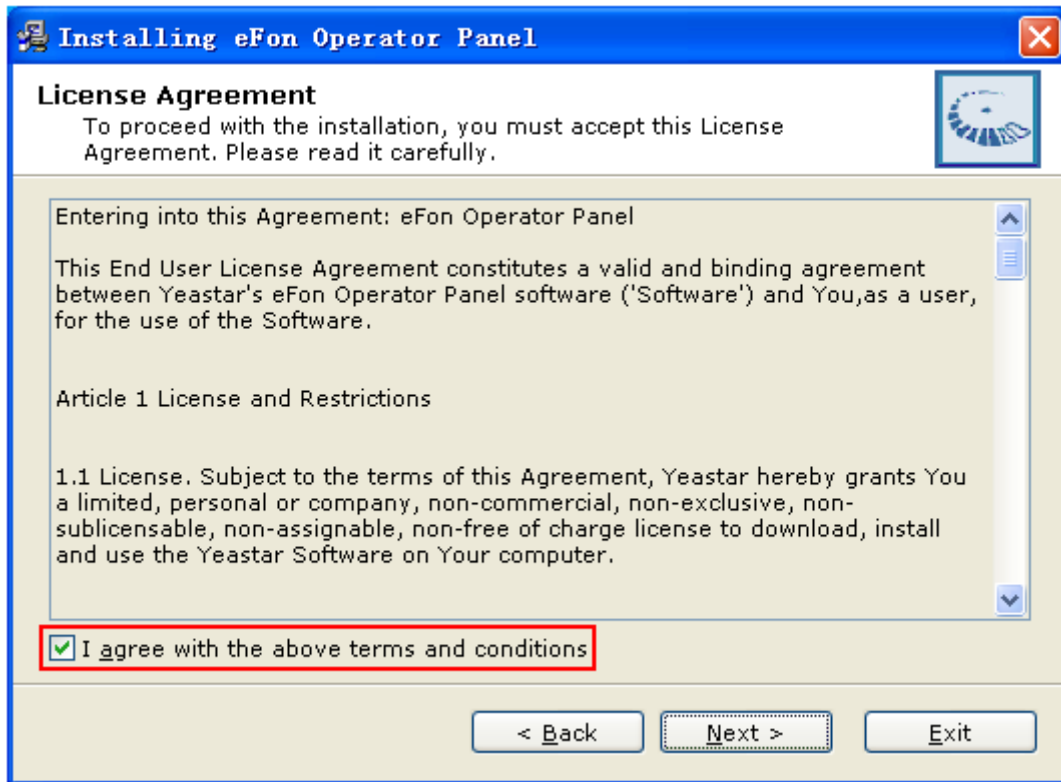 Installing eFon Operator Panel
License Agreement
To proceed with the installation, you must accept this License
Agreement. Please read it carefully.
Entering into this Agreement: eFon Operator Panel
This End User License Agreement constitutes a valid and binding agreement
between Yeastar's eFon Operator Panel software ('Software') and You,as a user,
for the use of the Software.
Article 1 License and Restrictions
1.1 License. Subject to the terms of this Agreement, Yeastar hereby grants You
a limited, personal or company, non-commercial, non-exclusive, non-
sublicensable, non-assignable, non-free of charge license to download, install
and use the Yeastar Software on Your computer.
I agree with the above terms and conditions
< Back
Next >
Exit